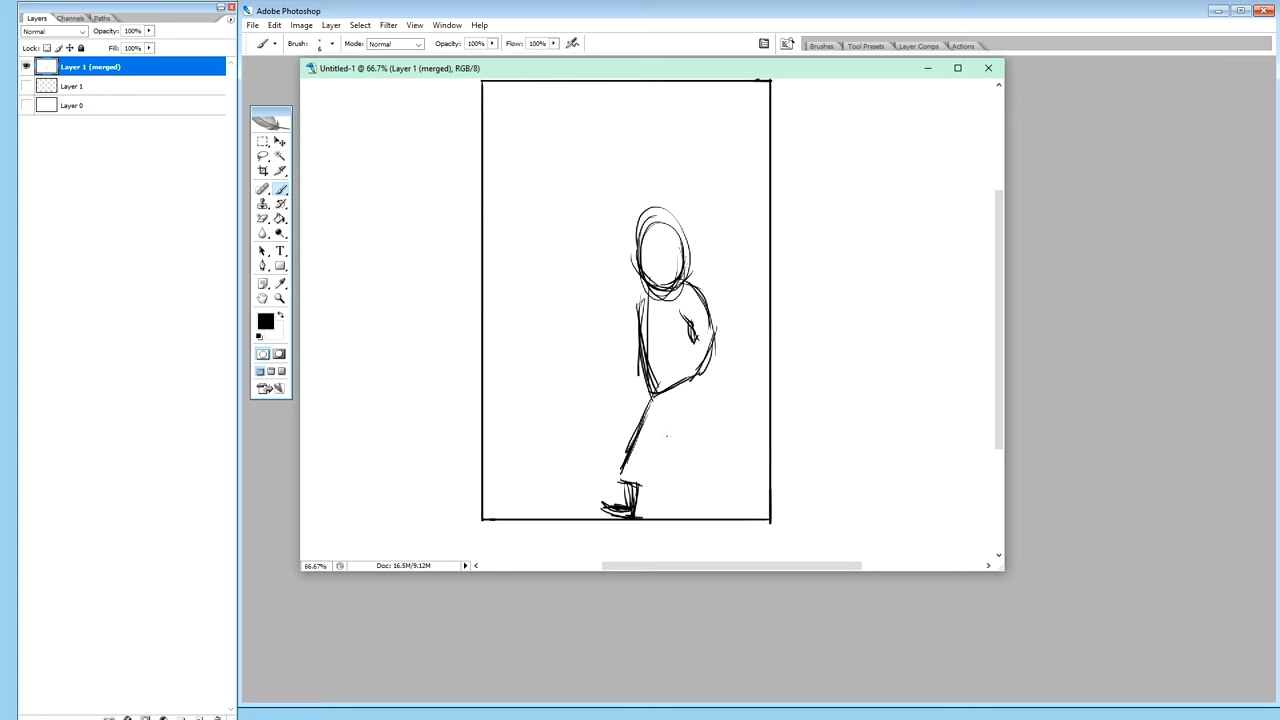 Layers Channels Paths
Normal Opacity: 100%
Lock: Fill: 100%
Layer 1 (merged)
Layer 1
Layer 0
Adobe Photoshop
File Edit Image Layer Select Filter View Window Help
Brush: 6 Mode: Normal Opacity: 100% Flow: 100%
Brushes Tool Presets Layer Comps Actions
Untitled-1 @ 66.7% (Layer 1 (merged), RGB/8)
T
66.67% Doc: 16.5M/9.12M